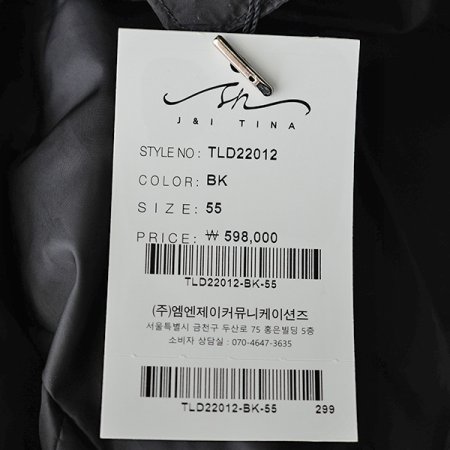 J & I TINA
STYLE NO : TLD22012
COLOR : BK
SIZE : 55
PRICE : ₩ 598,000
TLD22012-BK-55
(주)엠엔제이커뮤니케이션즈
서울특별시 금천구 두산로 75 홍은빌딩 5층
소비자 상담실 : 070-4647-3635
TLD22012-BK-55 299